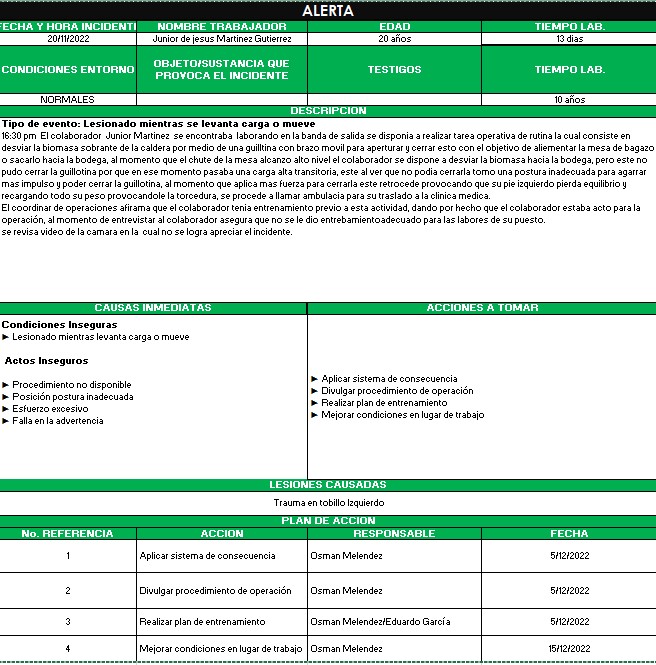 ALERTA
FECHA Y HORA INCIDENTI
NOMBRE TRABAJADOR
EDAD
TIEMPO LAB.
20/11/2022
Junior de jesus Martinez Gutierrez
20 años
13 dias
CONDICIONES ENTORNO
OBJETO/SUSTANCIA QUE
PROVOCA EL INCIDENTE
TESTIGOS
TIEMPO LAB.
NORMALES
10 años
DESCRIPCION
Tipo de evento: Lesionado mientras se levanta carga o mueve
16:30 pm El colaborador Junior Martinez se encontraba laborando en la banda de salida se disponia a realizar tarea operativa de rutina la cual consiste en
desviar la biomasa sobrante de la caldera por medio de una guilltina con brazo movil para aperturar y cerrar esto con el objetivo de aliementar la mesa de bagazo
o sacarlo hacia la bodega, al momento que el chute de la mesa alcanzo alto nivel el colaborador se dispone a desviar la biomasa hacia la bodega, pero este no
pudo cerrar la guillotina por que en ese momento pasaba una carga alta transitoria, este al ver que no podia cerrarla tomo una postura inadecuada para agarrar
mas impulso y poder cerrar la guillotina, al momento que aplica mas fuerza para cerrarla este retrocede provocando que su pie izquierdo pierda equilibrio y
recargando todo su peso provocandole la torcedura, se procede a llamar ambulacia para su traslado a la clinica medica.
El coordinar de operaciones afirama que el colaborador tenia entrenamiento previo a esta actividad, dando por hecho que el colaborador estaba acto para la
operación, al momento de entrevistar al colaborador asegura que no se le dio entrebamientoadecuado para las labores de su puesto.
se revisa video de la camara en la cual no se logra apreciar el incidente.
CAUSAS INMEDIATAS
ACCIONES A TOMAR
Condiciones Inseguras
► Lesionado mientras levanta carga o mueve
Actos Inseguros
► Procedimiento no disponible
► Posición postura inadecuada
► Esfuerzo excesivo
► Falla en la advertencia
► Aplicar sistema de consecuencia
► Divulgar procedimiento de operación
► Realizar plan de entrenamiento
► Mejorar condiciones en lugar de trabajo
LESIONES CAUSADAS
Trauma en tobillo Izquierdo
PLAN DE ACCION
No. REFERENCIA
ACCION
RESPONSABLE
FECHA
1
Aplicar sistema de consecuencia
Osman Melendez
5/12/2022
2
Divulgar procedimiento de operación
Osman Melendez
5/12/2022
3
Realizar plan de entrenamiento
Osman Melendez/Eduardo García
5/12/2022
4
Mejorar condiciones en lugar de trabajo
Osman Melendez
15/12/2022